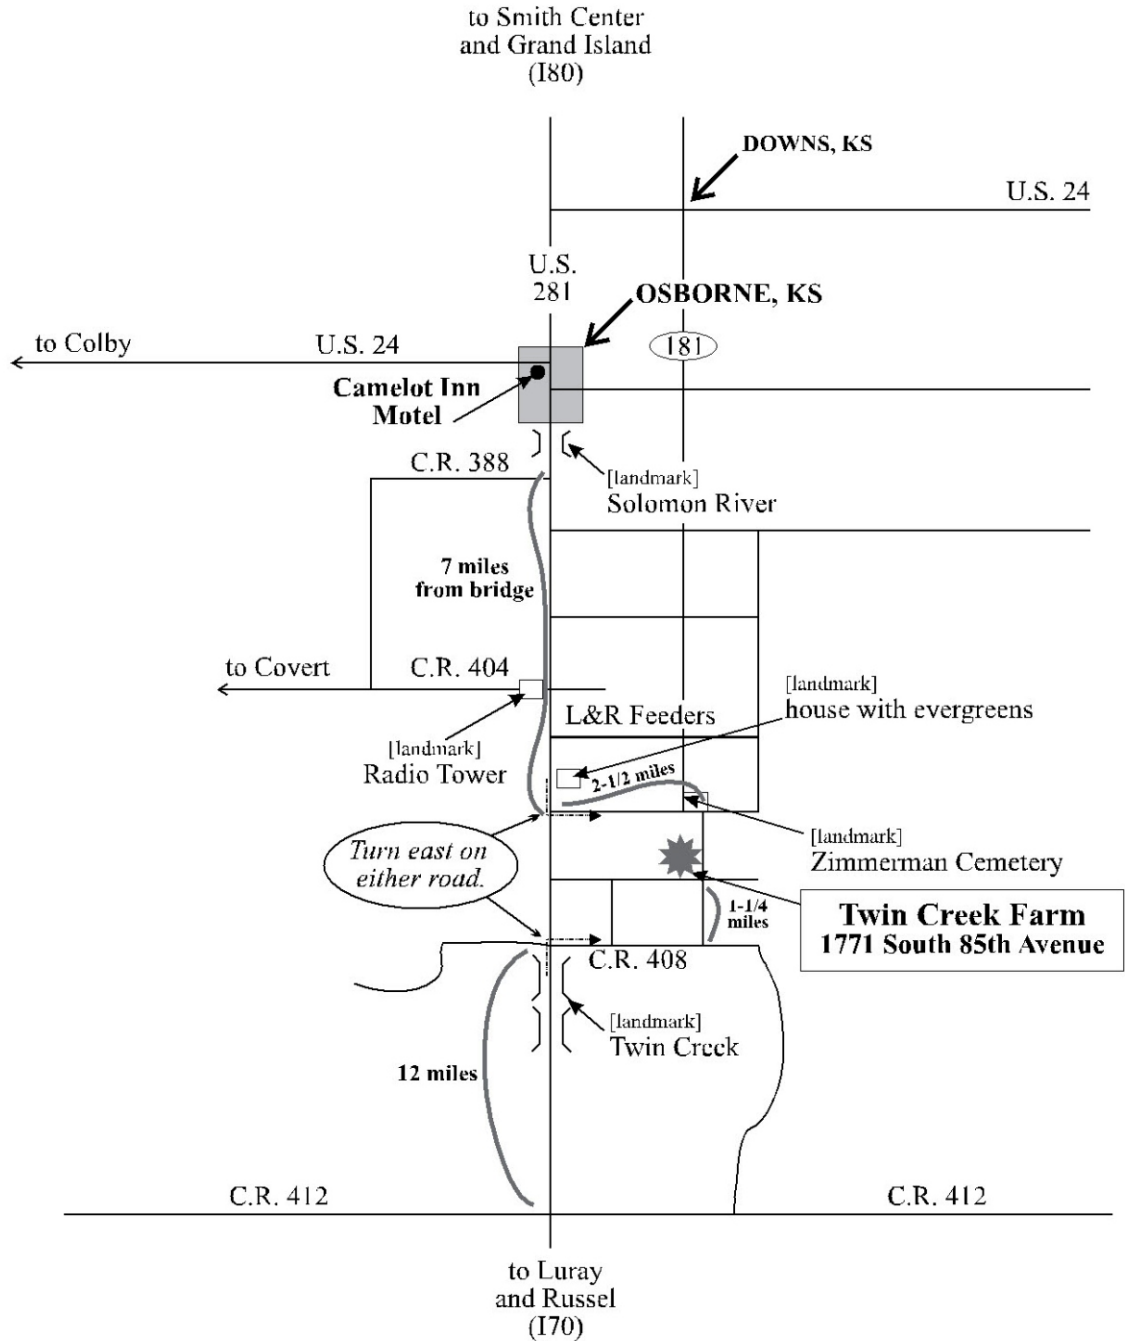 to Smith Center
and Grand Island
(I80)
DOWNS, KS
U.S. 24
U.S.
281
OSBORNE, KS
to Colby
U.S. 24
181
Camelot Inn
Motel
C.R. 388
[landmark]
Solomon River
7 miles
from bridge
to Covert
C.R. 404
[landmark]
house with evergreens
L&R Feeders
[landmark]
Radio Tower
2-1/2 miles
[landmark]
Zimmerman Cemetery
Turn east on
either road.
1-1/4
miles
Twin Creek Farm
1771 South 85th Avenue
C.R. 408
[landmark]
Twin Creek
12 miles
C.R. 412
C.R. 412
to Luray
and Russel
(I70)